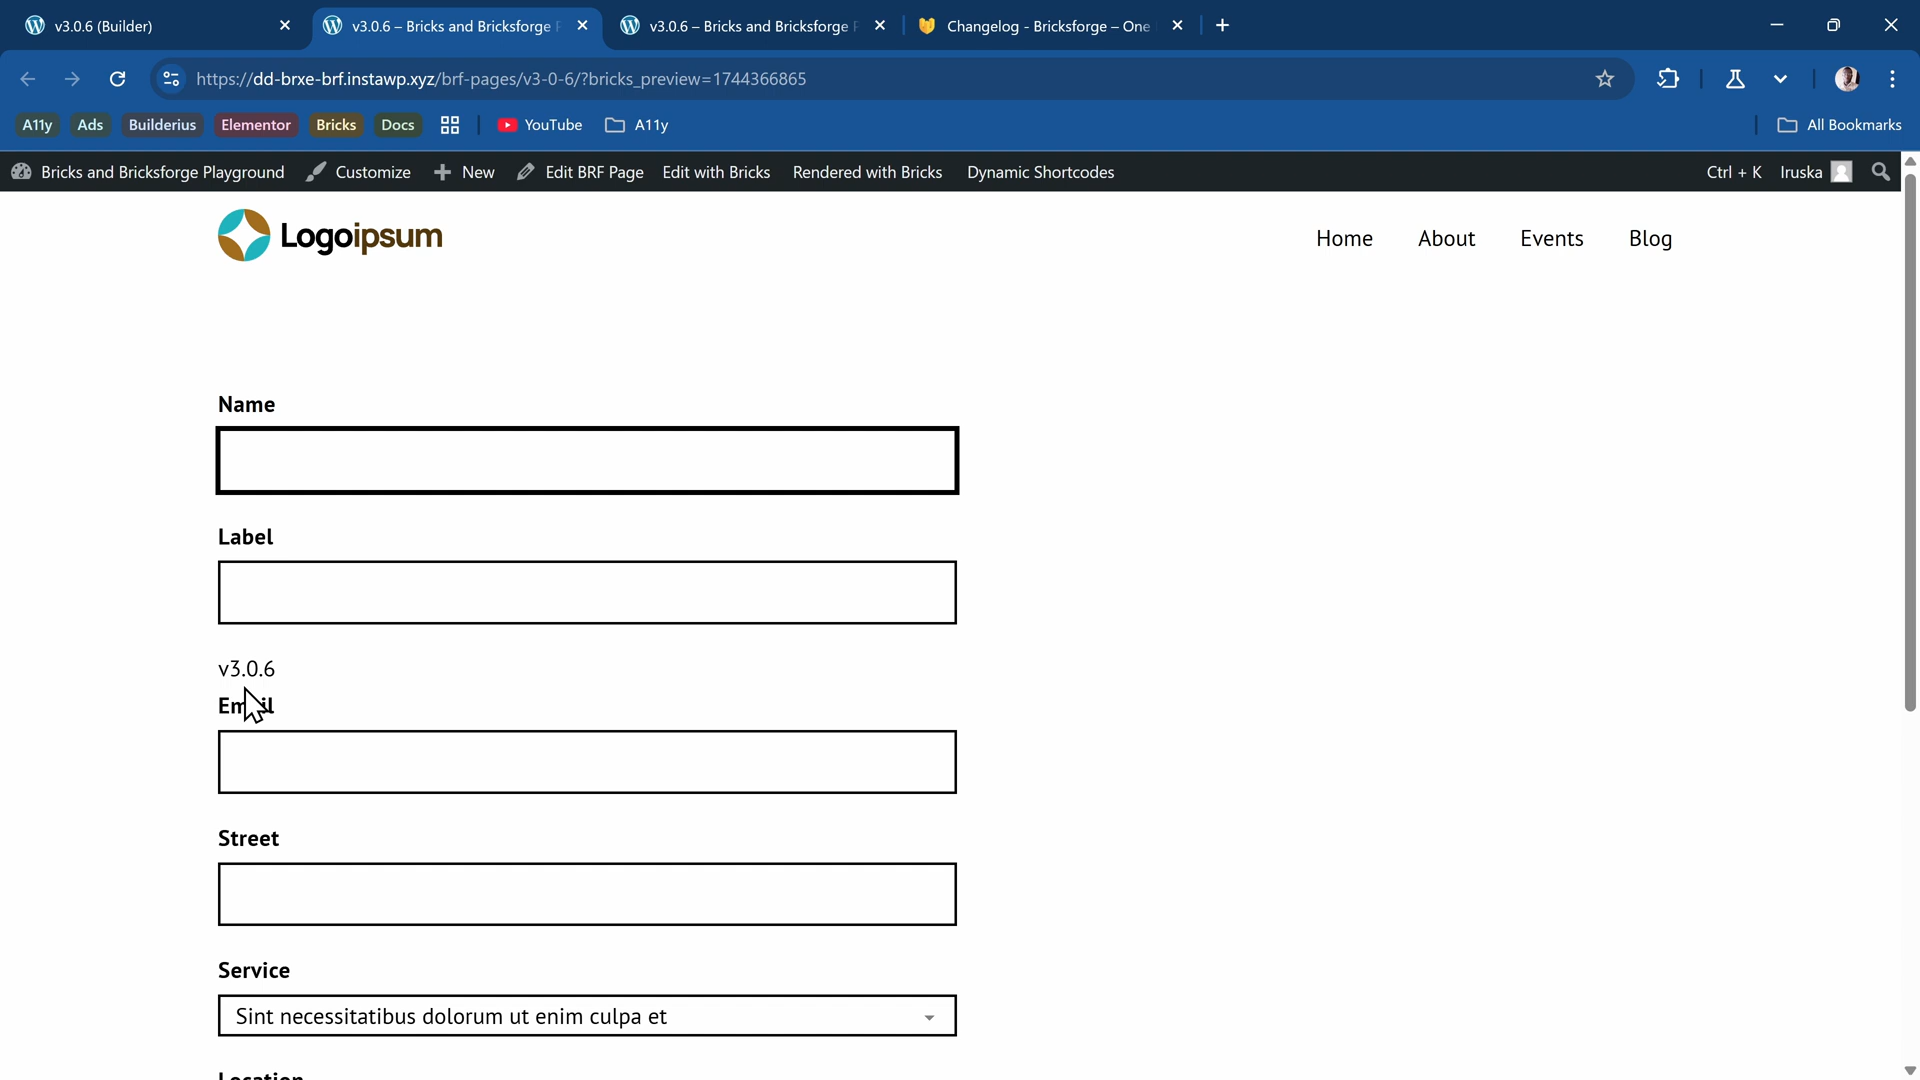 v3.0.6 (Builder)
v3.0.6 – Bricks and Bricksforge
v3.0.6 – Bricks and Bricksforge
Changelog - Bricksforge – One
https://dd-brxe-brf.instawp.xyz/brf-pages/v3-0-6/?bricks_preview=1744366865
A11y Ads Builderius Elementor Bricks Docs YouTube A11y All Bookmarks
Bricks and Bricksforge Playground Customize New Edit BRF Page Edit with Bricks Rendered with Bricks Dynamic Shortcodes Ctrl + K Iruska
Logoipsum
Home About Events Blog
Name
Label
v3.0.6
Email
Street
Service
Sint necessitatibus dolorum ut enim culpa et
Location